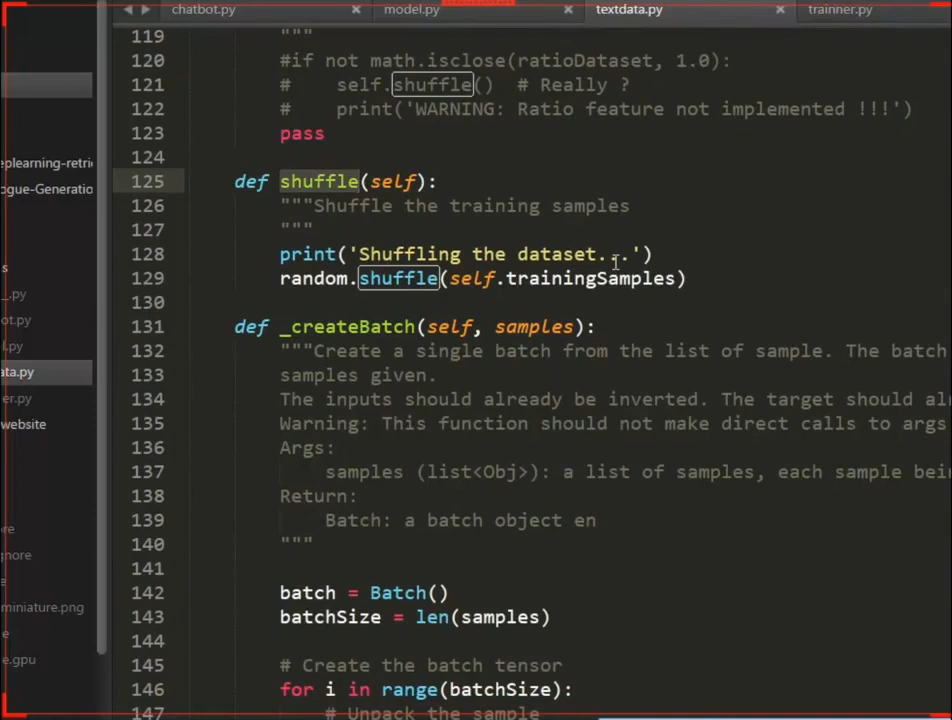 chatbot.py × model.py × textdata.py × trainner.py
119 """
120 #if not math.isclose(ratioDataset, 1.0):
121 #    self.shuffle()  # Really ?
122 #    print('WARNING: Ratio feature not implemented !!!')
123 pass
124
125 def shuffle(self):
126 """Shuffle the training samples
127 """
128 print('Shuffling the dataset...')
129 random.shuffle(self.trainingSamples)
130
131 def _createBatch(self, samples):
132 """Create a single batch from the list of sample. The batch
133 samples given.
134 The inputs should already be inverted. The target should al
135 Warning: This function should not make direct calls to args
136 Args:
137 samples (list<Obj>): a list of samples, each sample bei
138 Return:
139 Batch: a batch object en
140 """
141
142 batch = Batch()
143 batchSize = len(samples)
144
145 # Create the batch tensor
146 for i in range(batchSize):
147 # Unpack the sample
eplearning-retri
ogue-Generatio
s
_.py
ot.py
l.py
ata.py
er.py
website
ore
gnore
e
miniature.png
e
e.gpu